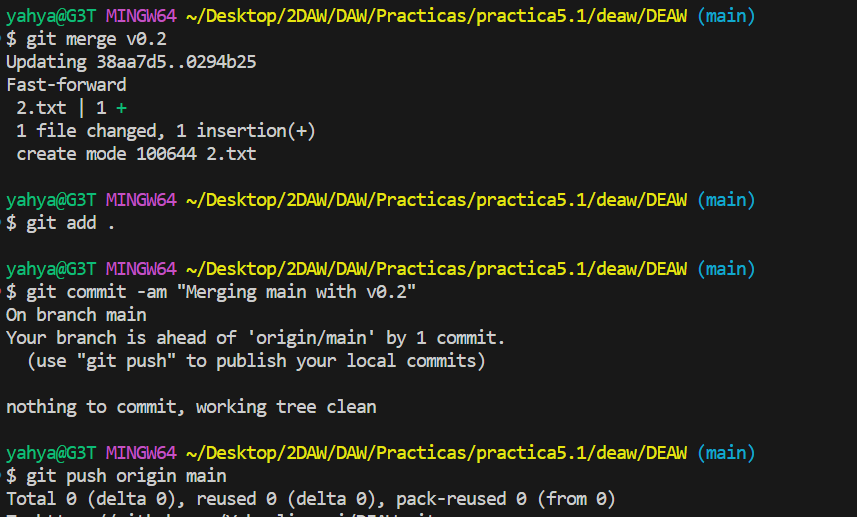 yahya@G3T MINGW64 ~/Desktop/2DAW/DAW/Practicas/practica5.1/deaw/DEAW (main)
$ git merge v0.2
Updating 38aa7d5..0294b25
Fast-forward
 2.txt | 1 +
 1 file changed, 1 insertion(+)
 create mode 100644 2.txt

yahya@G3T MINGW64 ~/Desktop/2DAW/DAW/Practicas/practica5.1/deaw/DEAW (main)
$ git add .

yahya@G3T MINGW64 ~/Desktop/2DAW/DAW/Practicas/practica5.1/deaw/DEAW (main)
$ git commit -am "Merging main with v0.2"
On branch main
Your branch is ahead of 'origin/main' by 1 commit.
  (use "git push" to publish your local commits)

nothing to commit, working tree clean

yahya@G3T MINGW64 ~/Desktop/2DAW/DAW/Practicas/practica5.1/deaw/DEAW (main)
$ git push origin main
Total 0 (delta 0), reused 0 (delta 0), pack-reused 0 (from 0)